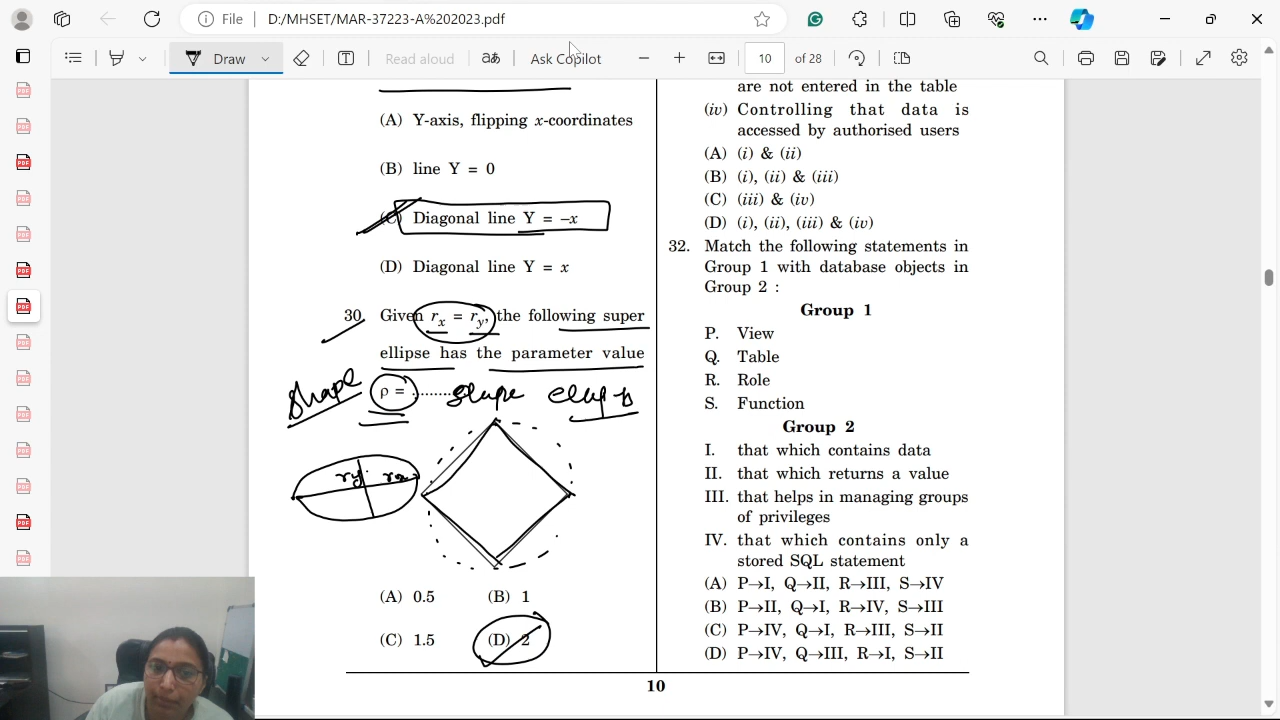 File
D:/MHSET/MAR-37223-A%202023.pdf
Draw
Read aloud
aあ
Ask Copilot
10
of 28
(A) Y-axis, flipping x-coordinates
(B) line Y = 0
(C) Diagonal line Y = –x
(D) Diagonal line Y = x
30. Given rx = ry, the following super
ellipse has the parameter value
ρ = ..........
Shape
shape
ry
rx
(A) 0.5 (B) 1
(C) 1.5 (D) 2
are not entered in the table
(iv) Controlling that data is
accessed by authorised users
(A) (i) & (ii)
(B) (i), (ii) & (iii)
(C) (iii) & (iv)
(D) (i), (ii), (iii) & (iv)
32. Match the following statements in
Group 1 with database objects in
Group 2 :
Group 1
P. View
Q. Table
R. Role
S. Function
Group 2
I. that which contains data
II. that which returns a value
III. that helps in managing groups
of privileges
IV. that which contains only a
stored SQL statement
(A) P→I, Q→II, R→III, S→IV
(B) P→II, Q→I, R→IV, S→III
(C) P→IV, Q→I, R→III, S→II
(D) P→IV, Q→III, R→I, S→II
10